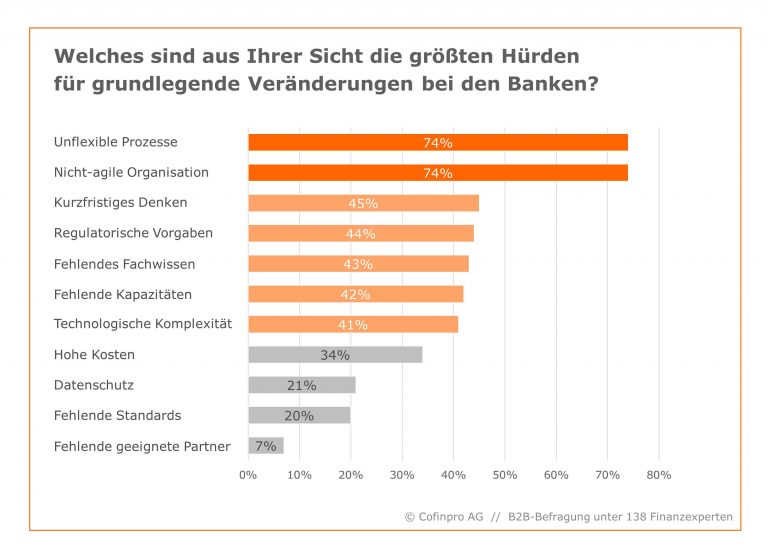 Welches sind aus Ihrer Sicht die größten Hürden
für grundlegende Veränderungen bei den Banken?
Unflexible Prozesse 74%
Nicht-agile Organisation 74%
Kurzfristiges Denken 45%
Regulatorische Vorgaben 44%
Fehlendes Fachwissen 43%
Fehlende Kapazitäten 42%
Technologische Komplexität 41%
Hohe Kosten 34%
Datenschutz 21%
Fehlende Standards 20%
Fehlende geeignete Partner 7%
0% 10% 20% 30% 40% 50% 60% 70% 80%
© Cofinpro AG // B2B-Befragung unter 138 Finanzexperten